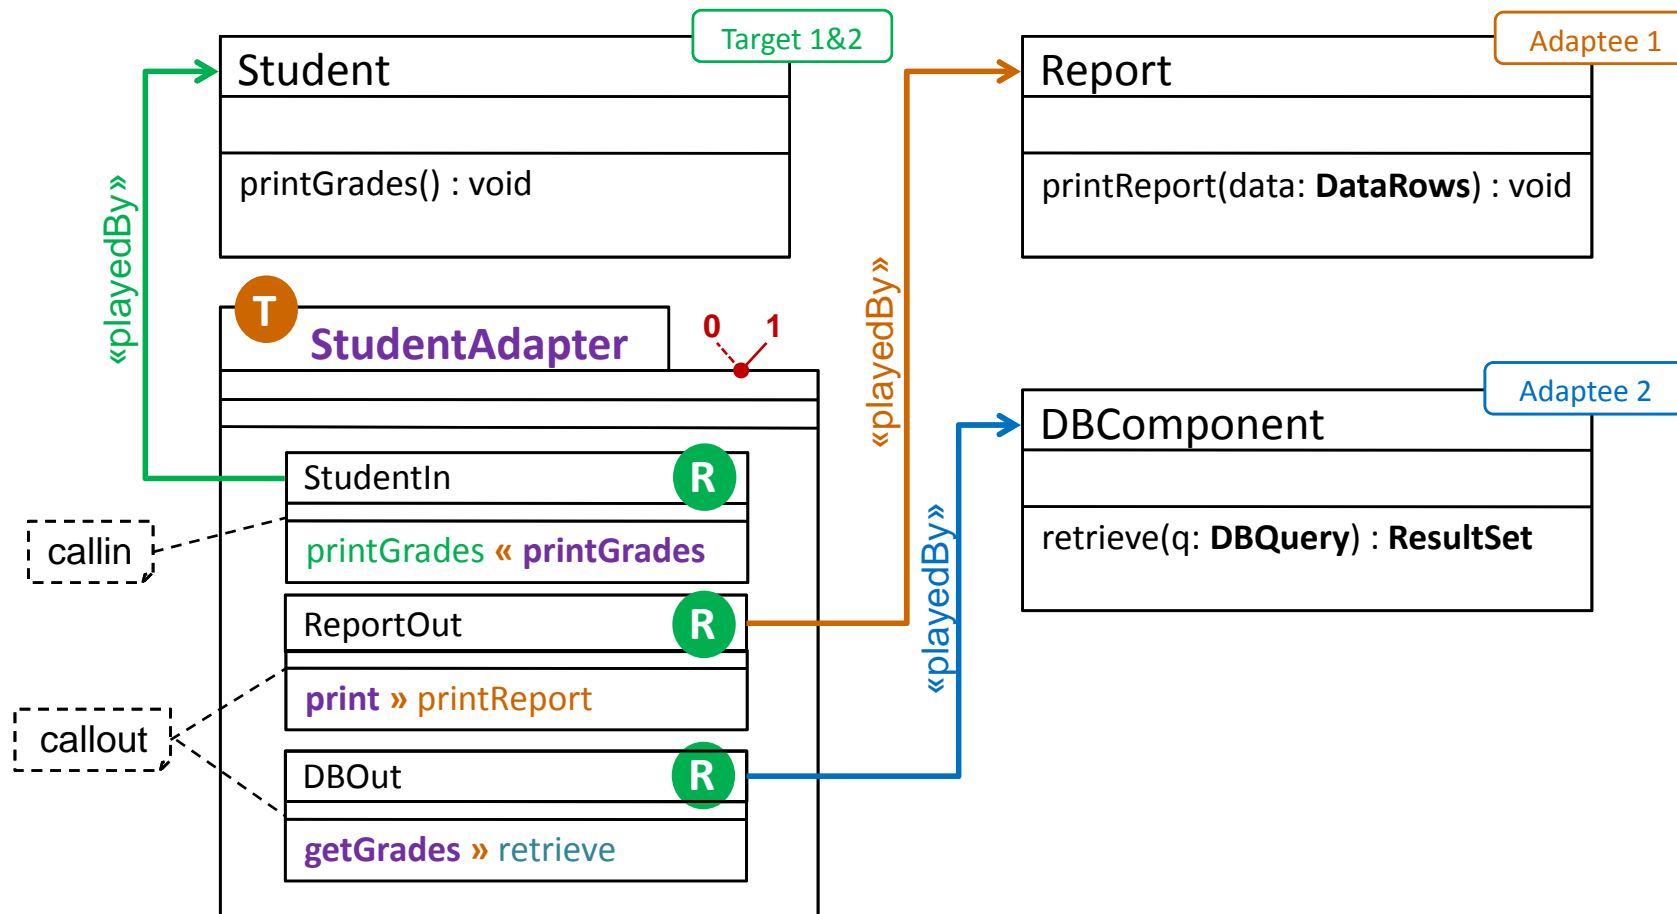 Target 1&2
Student
printGrades() : void
Adaptee 1
Report
printReport(data: DataRows) : void
«playedBy»
T
StudentAdapter
0 1
«playedBy»
Adaptee 2
DBComponent
retrieve(q: DBQuery) : ResultSet
«playedBy»
StudentIn
R
callin
printGrades « printGrades
ReportOut
R
print » printReport
callout
DBOut
R
getGrades » retrieve